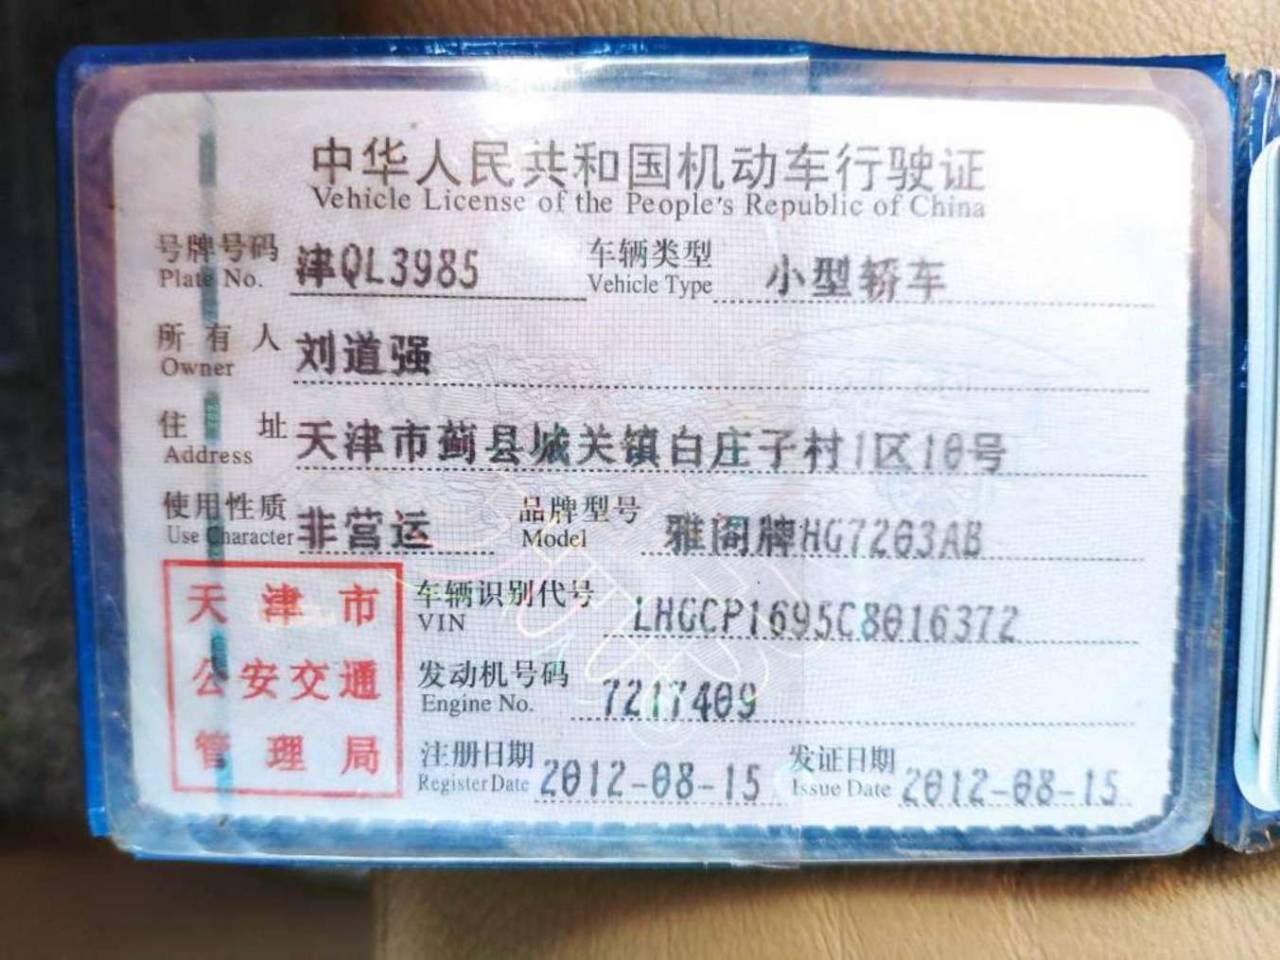 中华人民共和国机动车行驶证
Vehicle License of the People's Republic of China
号牌号码 津QL3985 车辆类型 小型轿车
Plate No. Vehicle Type
所有人 刘道强
Owner
住址 天津市蓟县城关镇白庄子村1区10号
Address
使用性质 非营运 品牌型号 雅阁牌HG7203AB
Use Character Model
天津市 车辆识别代号 LHGCP1695C8016372
VIN
公安交通 发动机号码 7217409
Engine No.
管理局 注册日期 2012-08-15 发证日期 2012-08-15
Register Date Issue Date